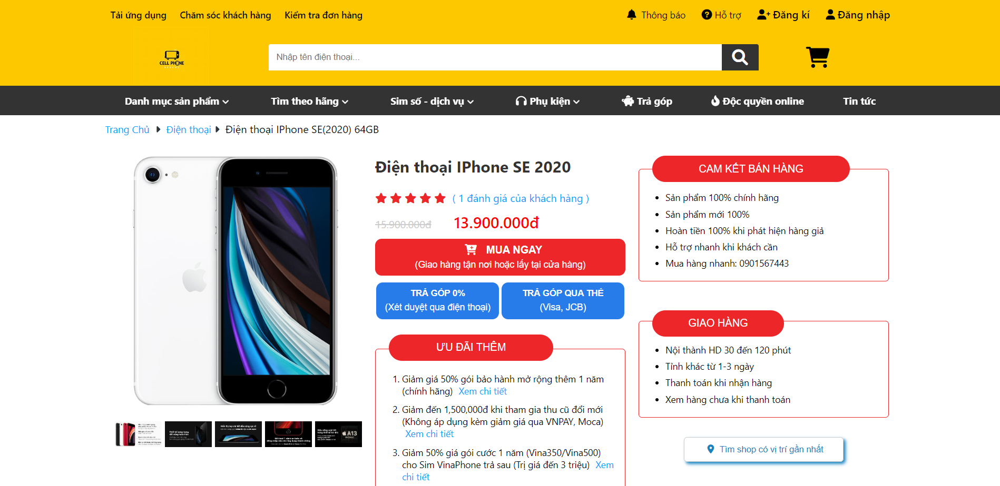 Tải ứng dụng Chăm sóc khách hàng Kiểm tra đơn hàng Thông báo Hỗ trợ Đăng kí Đăng nhập
CELL PHONE
Nhập tên điện thoại...
Danh mục sản phẩm Tìm theo hãng Sim số - dịch vụ Phụ kiện Trả góp Độc quyền online Tin tức
Trang Chủ Điện thoại Điện thoại IPhone SE(2020) 64GB
Điện thoại IPhone SE 2020
( 1 đánh giá của khách hàng )
15.900.000đ 13.900.000đ
MUA NGAY
(Giao hàng tận nơi hoặc lấy tại cửa hàng)
TRẢ GÓP 0%
(Xét duyệt qua điện thoại)
TRẢ GÓP QUA THẺ
(Visa, JCB)
ƯU ĐÃI THÊM
1. Giảm giá 50% gói bảo hành mở rộng thêm 1 năm
(chính hãng) Xem chi tiết
2. Giảm đến 1,500,000đ khi tham gia thu cũ đổi mới
(Không áp dụng kèm giảm giá qua VNPAY, Moca)
Xem chi tiết
3. Giảm 50% giá gói cước 1 năm (Vina350/Vina500)
cho Sim VinaPhone trả sau (Trị giá đến 3 triệu) Xem
chi tiết
CAM KẾT BÁN HÀNG
Sản phẩm 100% chính hãng
Sản phẩm mới 100%
Hoàn tiền 100% khi phát hiện hàng giả
Hỗ trợ nhanh khi khách cần
Mua hàng nhanh: 0901567443
GIAO HÀNG
Nội thành HD 30 đến 120 phút
Tỉnh khác từ 1-3 ngày
Thanh toán khi nhận hàng
Xem hàng chưa khi thanh toán
Tìm shop có vị trí gần nhất
A13
BIONIC